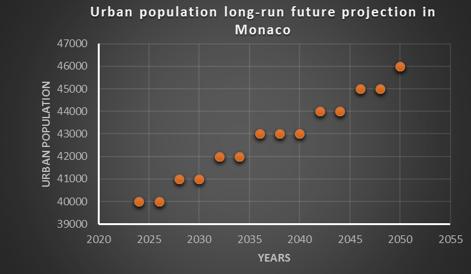 Urban population long-run future projection in
Monaco
47000
46000
45000
44000
43000
42000
41000
40000
39000
URBAN POPULATION
2020 2025 2030 2035 2040 2045 2050 2055
YEARS